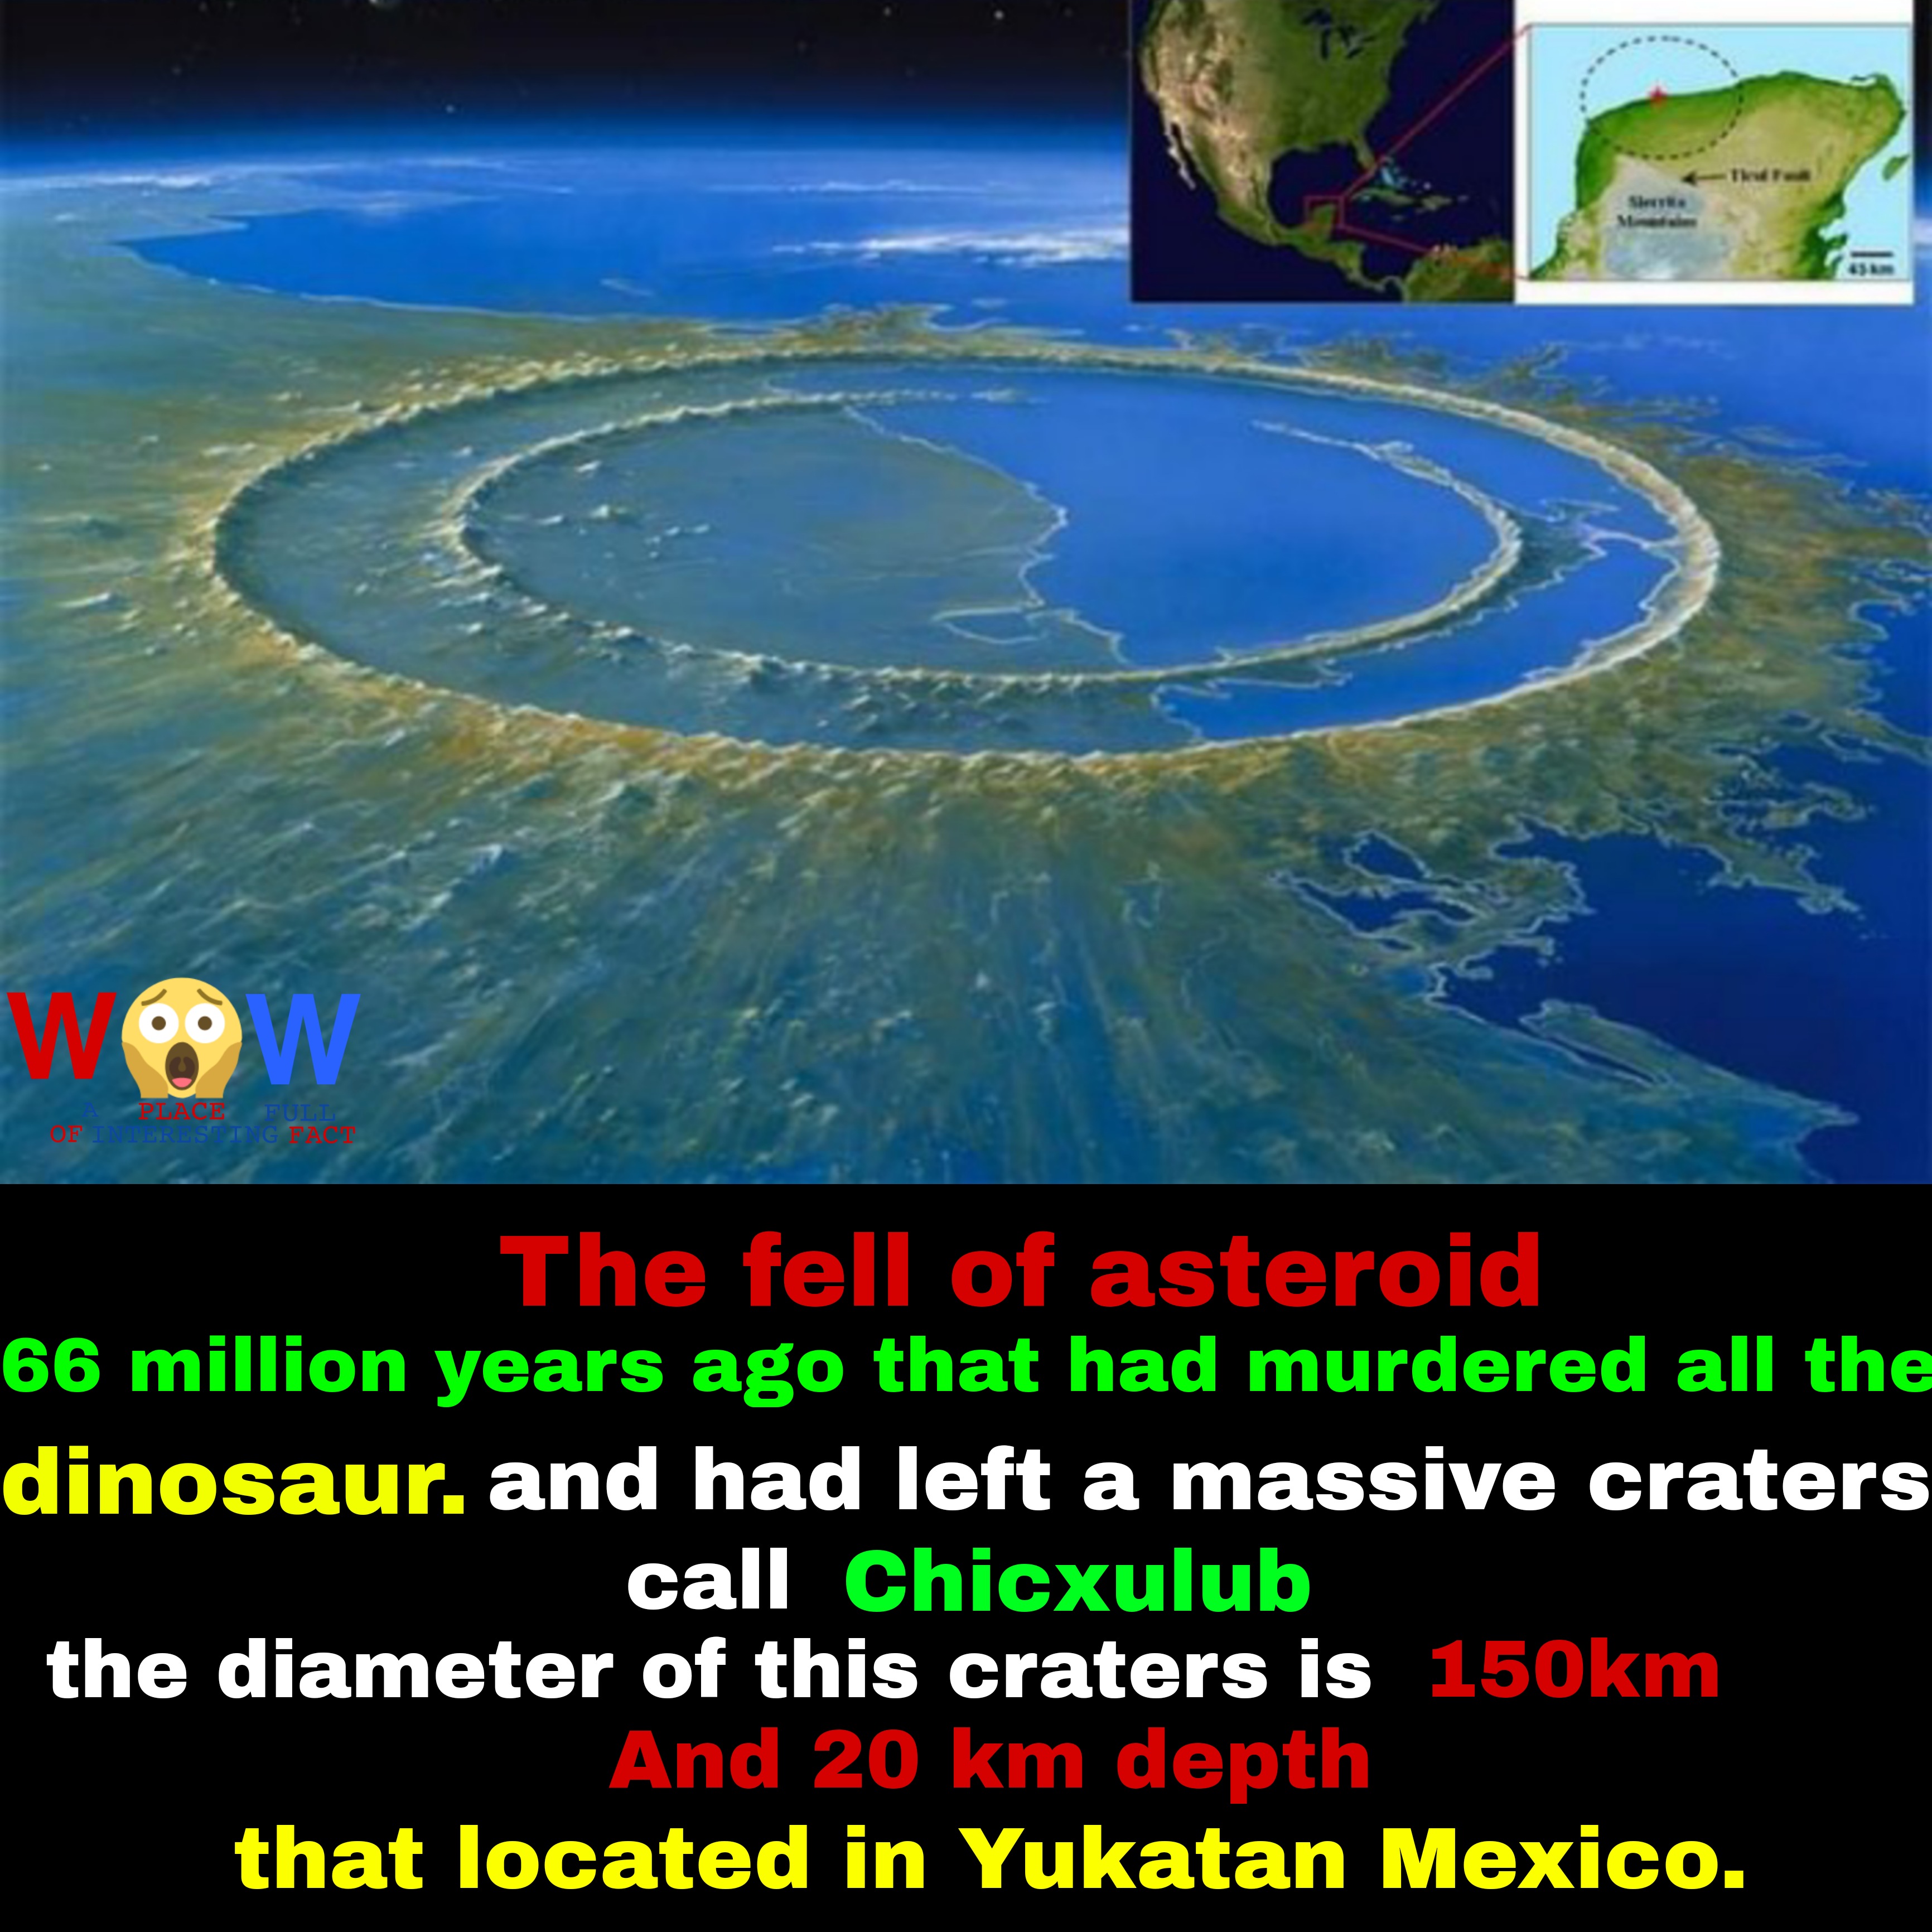 Ticul Fault
Sierrita
Mountains
45 km
W W
A PLACE FULL
OF INTERESTING FACT
The fell of asteroid
66 million years ago that had murdered all the
dinosaur. and had left a massive craters
call Chicxulub
the diameter of this craters is 150km
And 20 km depth
that located in Yukatan Mexico.